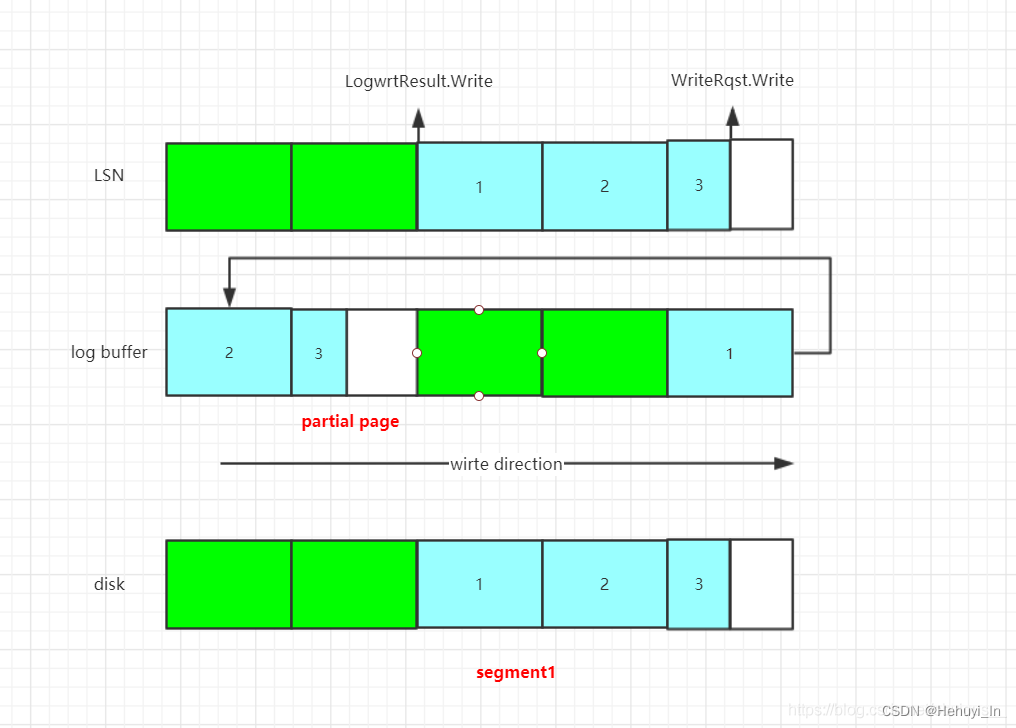 LogwrtResult.Write
WriteRqst.Write
LSN
1
2
3
log buffer
2
3
1
partial page
wirte direction
disk
1
2
3
segment1
CSDN @Hehuyi_In